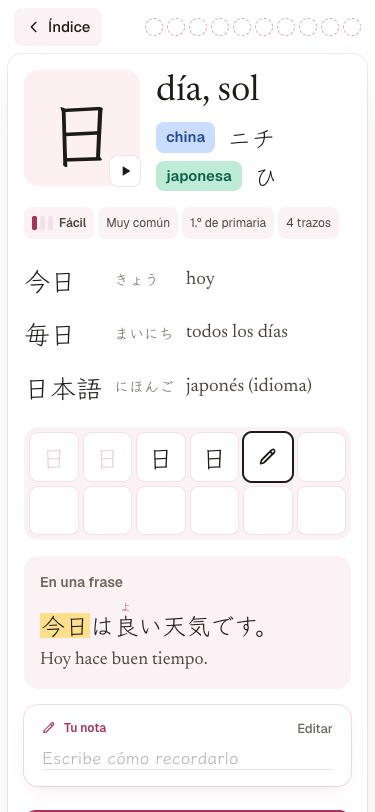 Índice
日
día, sol
china ニチ
japonesa ひ
Fácil Muy común 1.º de primaria 4 trazos
今日 きょう hoy
毎日 まいにち todos los días
日本語 にほんご japonés (idioma)
日 日 日 日
En una frase
よ
今日は良い天気です。
Hoy hace buen tiempo.
Tu nota Editar
Escribe cómo recordarlo